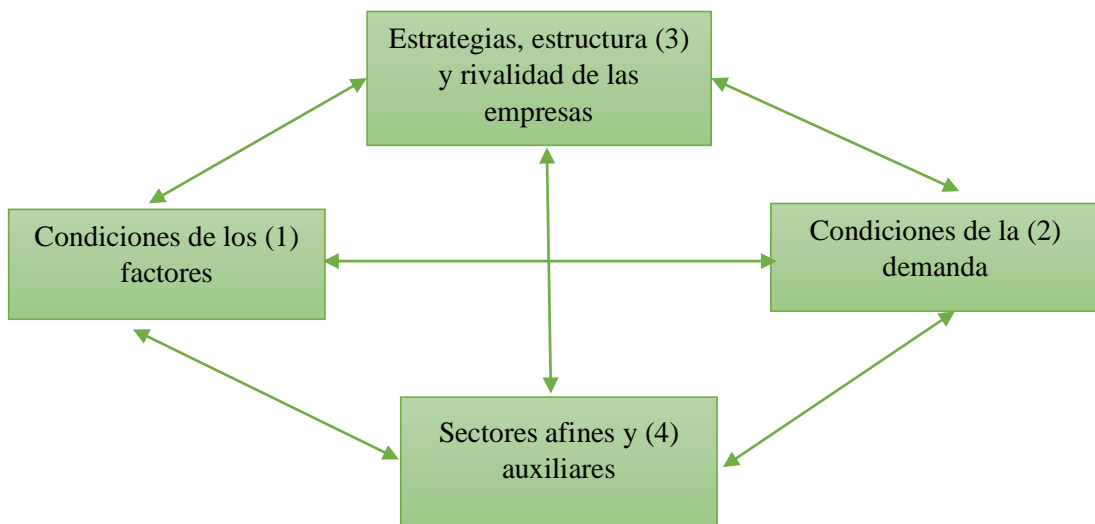 Estrategias, estructura (3)
y rivalidad de las
empresas
Condiciones de los (1)
factores
Condiciones de la (2)
demanda
Sectores afines y (4)
auxiliares